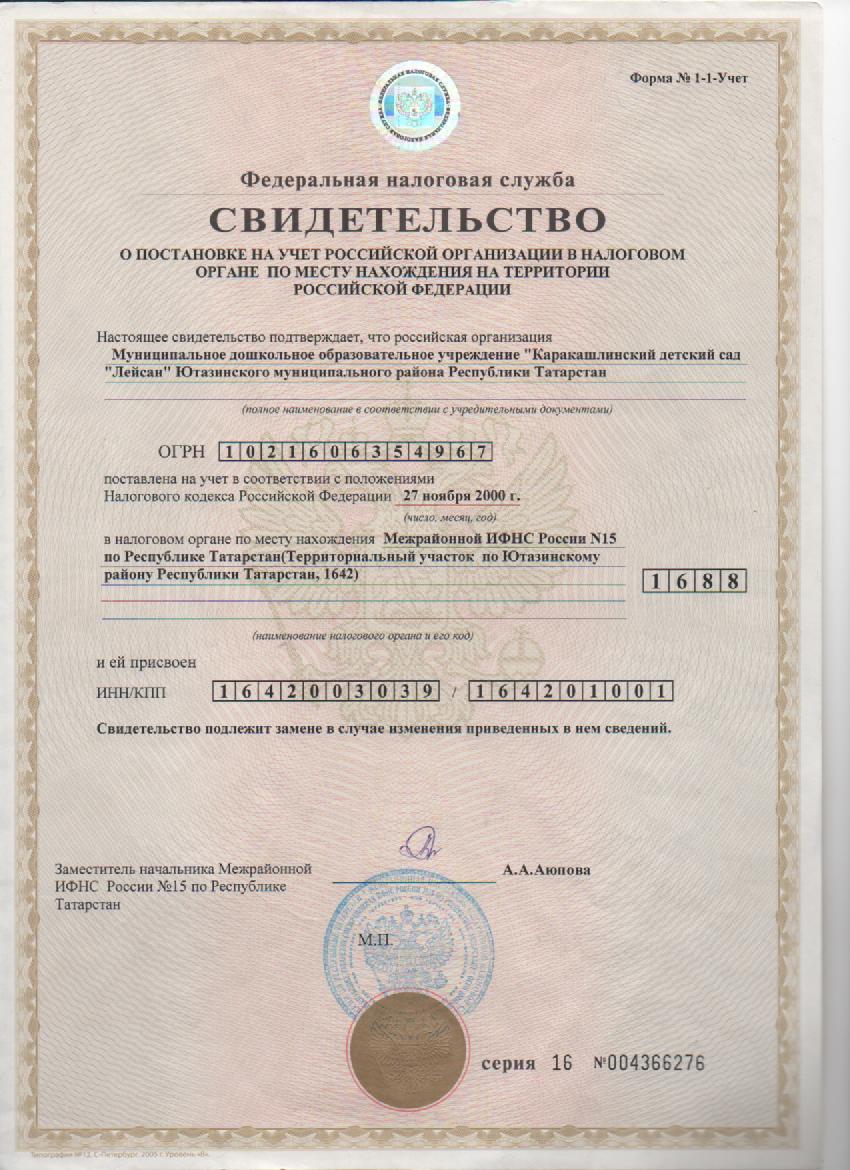 Форма № 1-1-Учет
Федеральная налоговая служба
СВИДЕТЕЛЬСТВО
О ПОСТАНОВКЕ НА УЧЕТ РОССИЙСКОЙ ОРГАНИЗАЦИИ В НАЛОГОВОМ
ОРГАНЕ ПО МЕСТУ НАХОЖДЕНИЯ НА ТЕРРИТОРИИ
РОССИЙСКОЙ ФЕДЕРАЦИИ
Настоящее свидетельство подтверждает, что российская организация
Муниципальное дошкольное образовательное учреждение "Каракашлинский детский сад
"Лейсан" Ютазинского муниципального района Республики Татарстан
(полное наименование в соответствии с учредительными документами)
ОГРН 1021606354967
поставлена на учет в соответствии с положениями
Налогового кодекса Российской Федерации 27 ноября 2000 г.
(число, месяц, год)
в налоговом органе по месту нахождения Межрайонной ИФНС России N15
по Республике Татарстан(Территориальный участок по Ютазинскому
району Республики Татарстан, 1642)
1688
(наименование налогового органа и его код)
и ей присвоен
ИНН/КПП 1642003039 / 164201001
Свидетельство подлежит замене в случае изменения приведенных в нем сведений.
Заместитель начальника Межрайонной
ИФНС России №15 по Республике
Татарстан
А.А.Аюпова
М.П.
серия 16 №004366276
Типография №12, С-Петербург, 2005 г. Уровень «В».